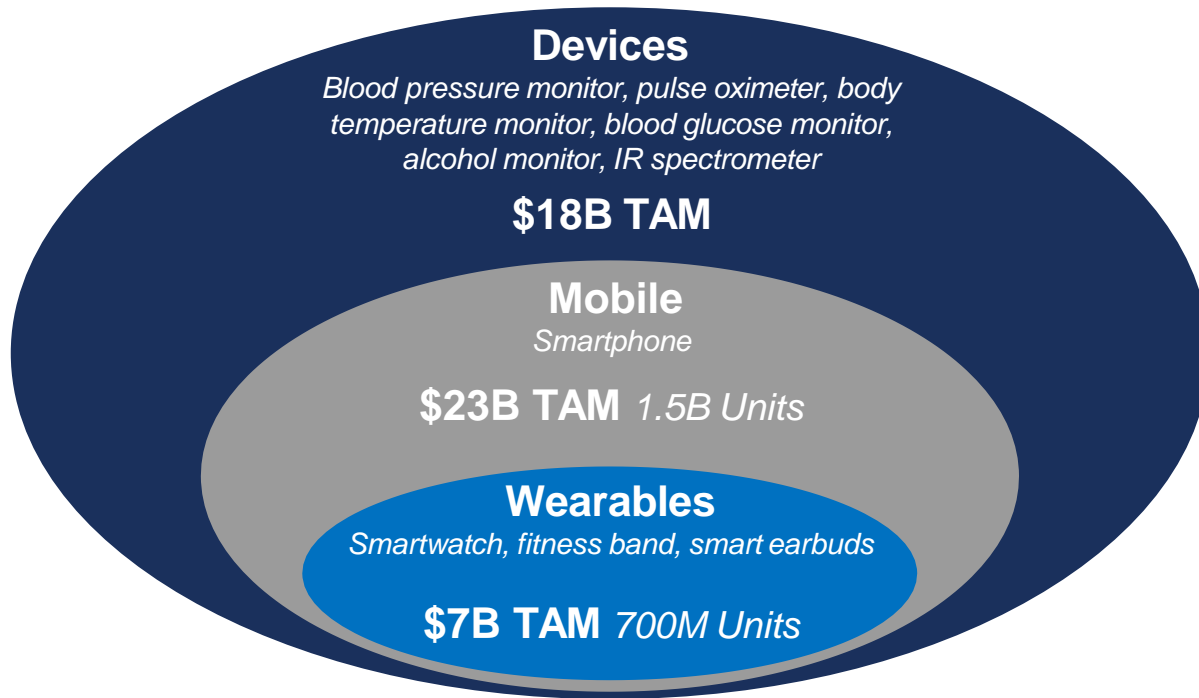 Devices
Blood pressure monitor, pulse oximeter, body
temperature monitor, blood glucose monitor,
alcohol monitor, IR spectrometer
$18B TAM
Mobile
Smartphone
$23B TAM 1.5B Units
Wearables
Smartwatch, fitness band, smart earbuds
$7B TAM 700M Units